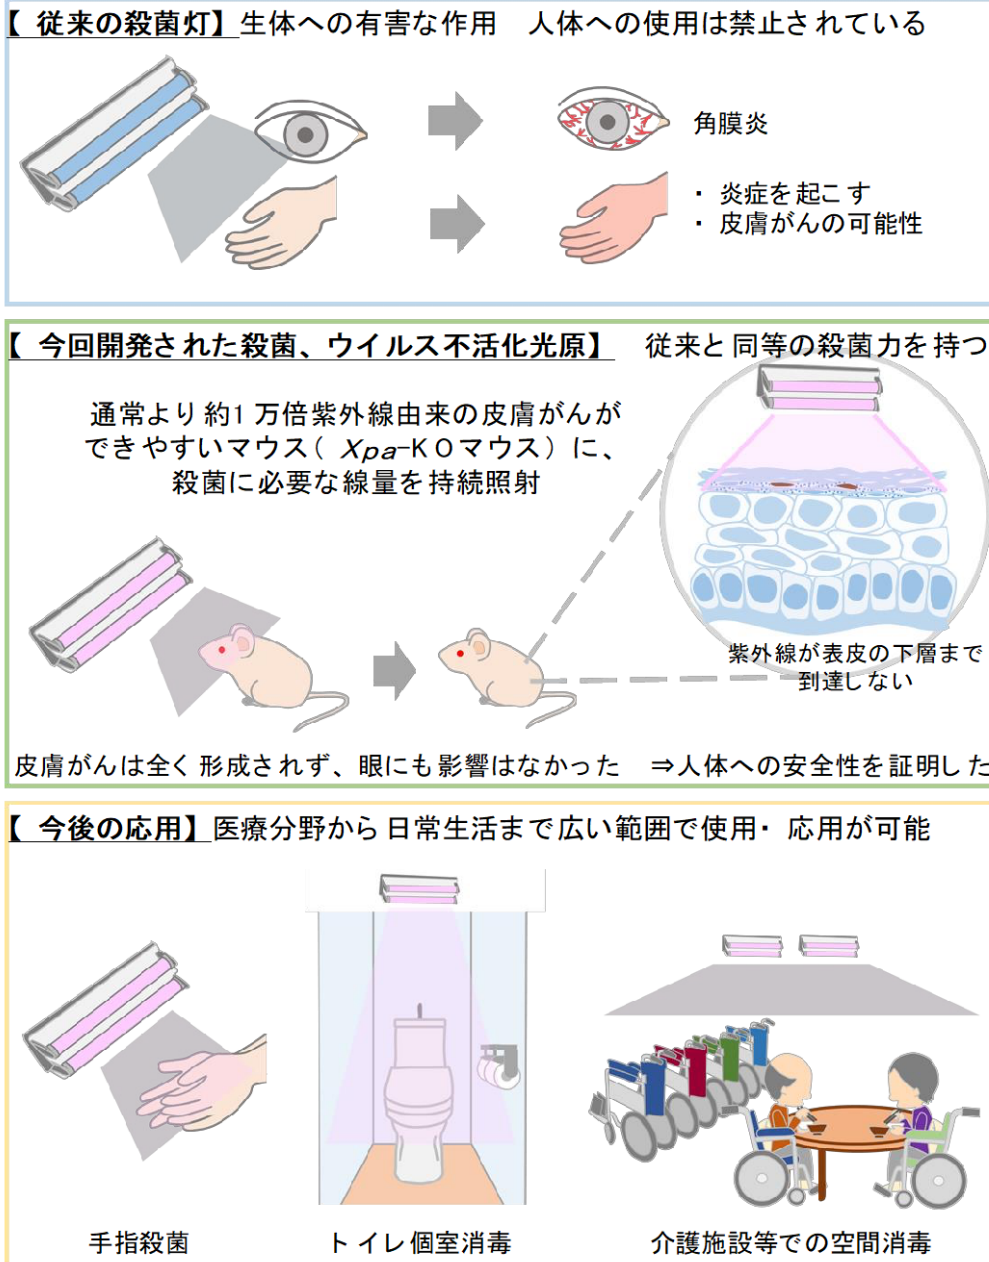 【 従来の殺菌灯】生体への有害な作用　人体への使用は禁止されている
角膜炎
・ 炎症を起こす
・ 皮膚がんの可能性
【 今回開発された殺菌、ウイルス不活化光原】　従来と同等の殺菌力を持つ
通常より約1万倍紫外線由来の皮膚がんが
できやすいマウス( Xpa-KOマウス) に、
殺菌に必要な線量を持続照射
紫外線が表皮の下層まで
到達しない
皮膚がんは全く形成されず、眼にも影響はなかった　⇒人体への安全性を証明した
【 今後の応用】医療分野から日常生活まで広い範囲で使用・ 応用が可能
手指殺菌
トイレ個室消毒
介護施設等での空間消毒